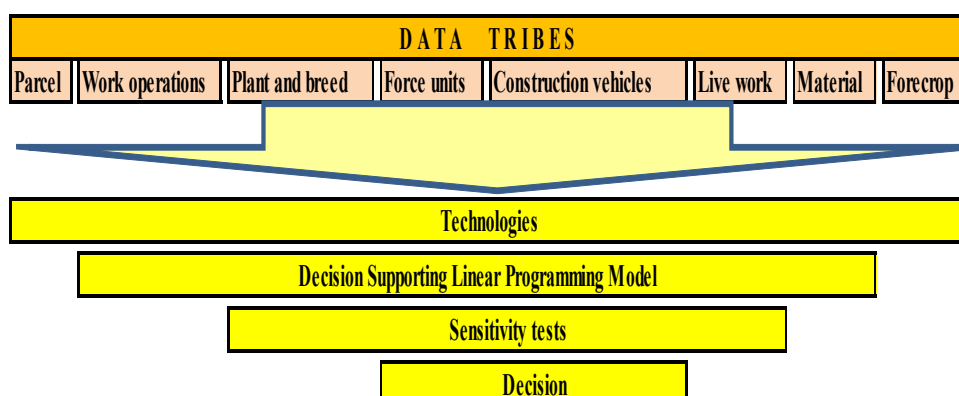 DATA TRIBES
Parcel Work operations Plant and breed Force units Construction vehicles Live work Material Forecrop
Technologies
Decision Supporting Linear Programming Model
Sensitivity tests
Decision